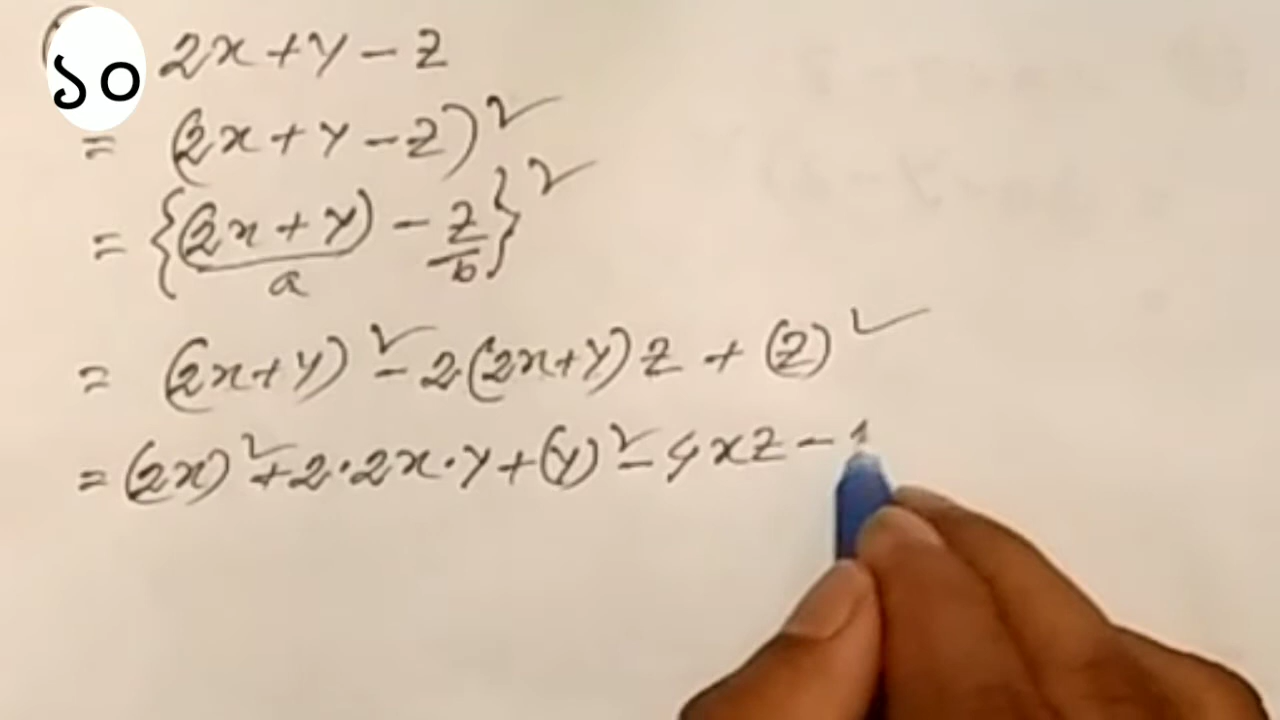 ১০ 2x + y - z
= (2x + y - z)²
= {(2x + y) - z}²
a b
= (2x+y)² - 2(2x+y)z + (z)²
= (2x)² + 2·2x·y + (y)² - 4xz -